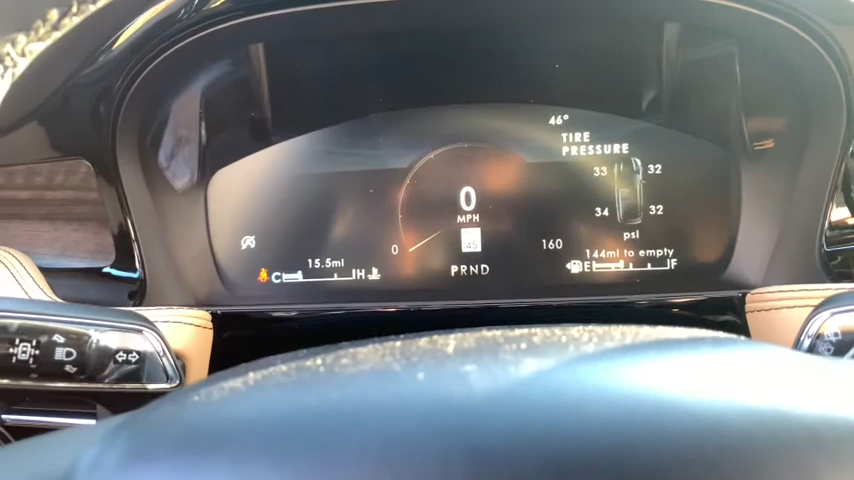 46°
TIRE
PRESSURE
33 32
0
MPH
34 32
psi
0 45 160
15.5mi 144mi to empty
C H PRND E F